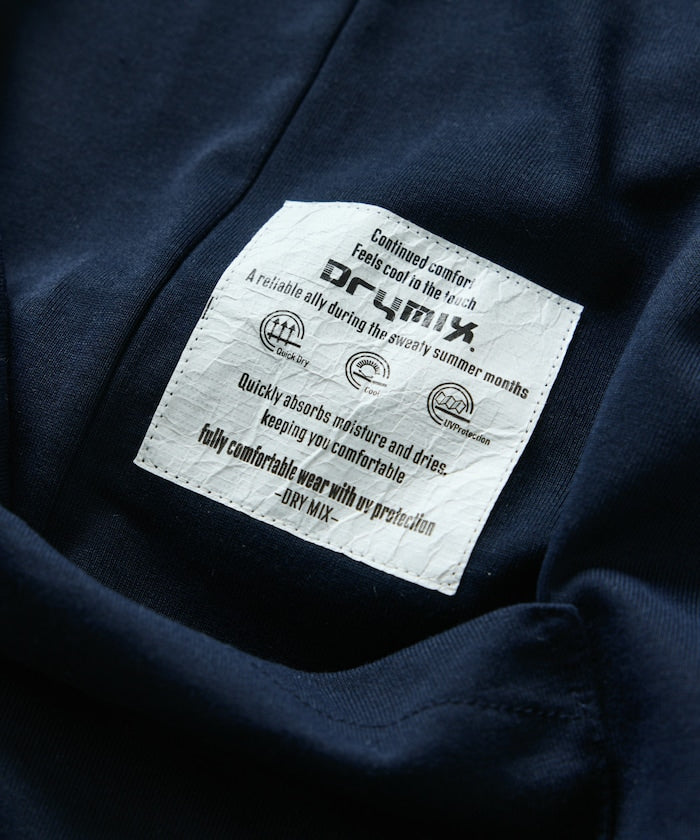 Continued comfort
Feels cool to the touch
DryMIX.
A reliable ally during the sweaty summer months
Quick Dry
Cool
UVProtection
Quickly absorbs moisture and dries,
keeping you comfortable
fully comfortable wear with uv protection
–DRY MIX–